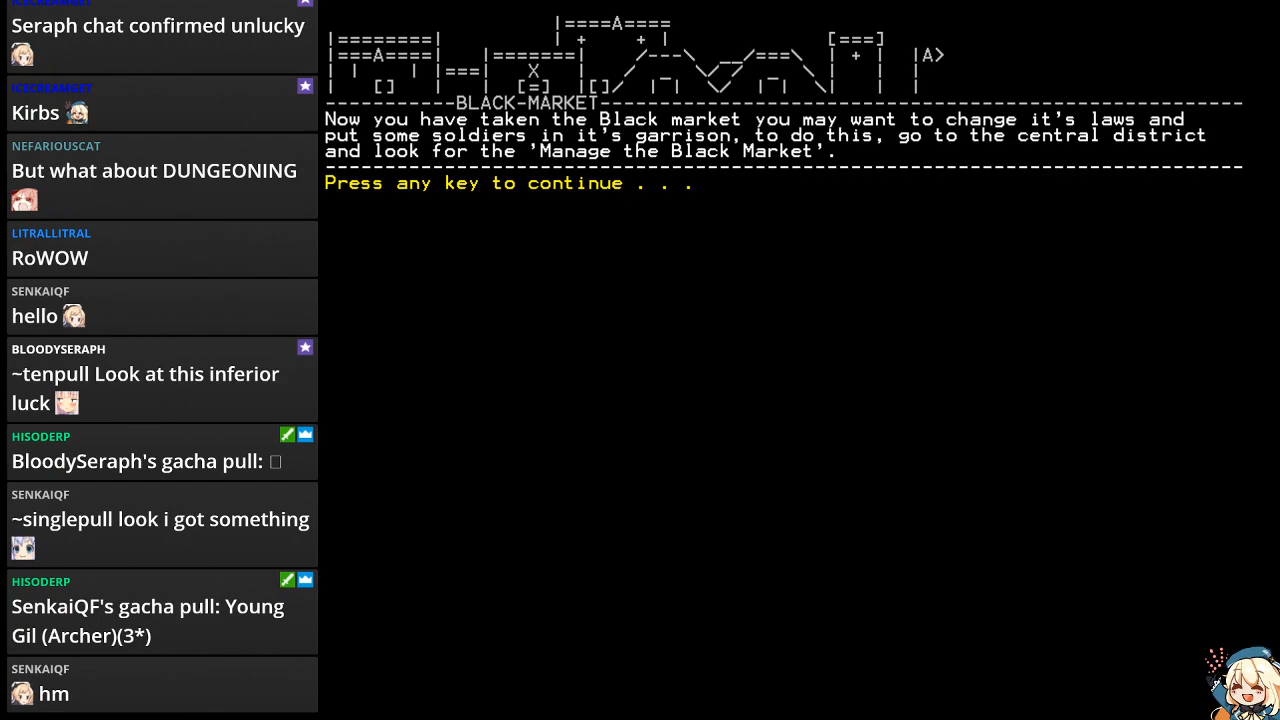 ICECREAMGET
Seraph chat confirmed unlucky
ICECREAMGET
Kirbs
NEFARIOUSCAT
But what about DUNGEONING
LITRALLITRAL
RoWOW
SENKAIQF
hello
BLOODYSERAPH
~tenpull Look at this inferior
luck
HISODERP
BloodySeraph's gacha pull: 
SENKAIQF
~singlepull look i got something
HISODERP
SenkaiQF's gacha pull: Young
Gil (Archer)(3*)
SENKAIQF
hm
BLACK-MARKET
Now you have taken the Black market you may want to change it's laws and
put some soldiers in it's garrison, to do this, go to the central district
and look for the 'Manage the Black Market'.
Press any key to continue . . .